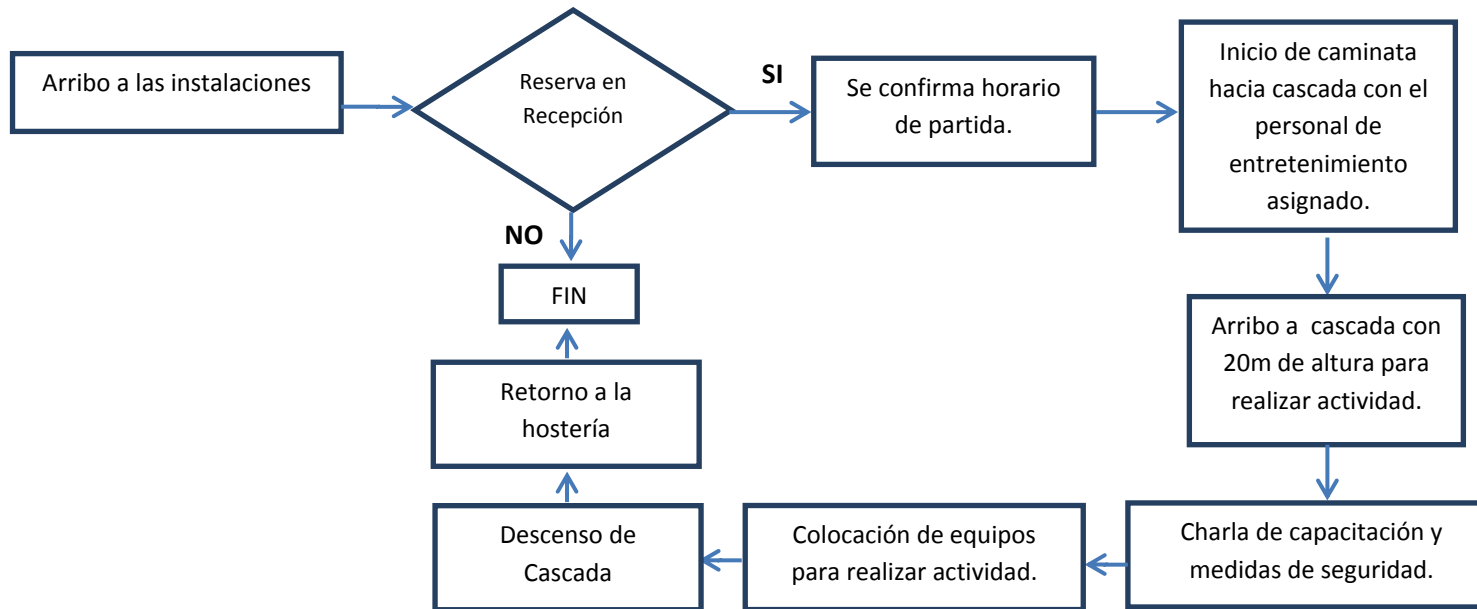 Arribo a las instalaciones
Reserva en
Recepción
SI
Se confirma horario
de partida.
Inicio de caminata
hacia cascada con el
personal de
entretenimiento
asignado.
NO
FIN
Arribo a cascada con
20m de altura para
realizar actividad.
Retorno a la
hostería
Charla de capacitación y
medidas de seguridad.
Colocación de equipos
para realizar actividad.
Descenso de
Cascada